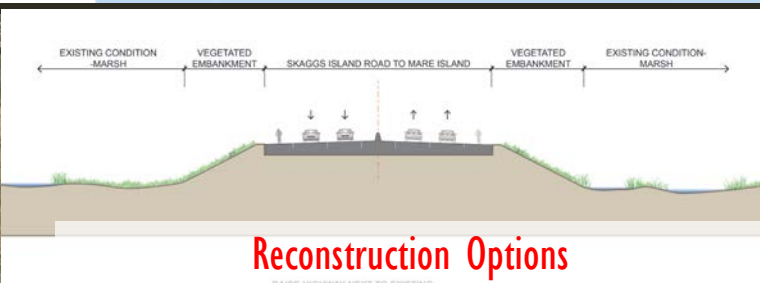 EXISTING CONDITION
-MARSH
VEGETATED
EMBANKMENT
SKAGGS ISLAND ROAD TO MARE ISLAND
VEGETATED
EMBANKMENT
EXISTING CONDITION-
MARSH
Reconstruction Options